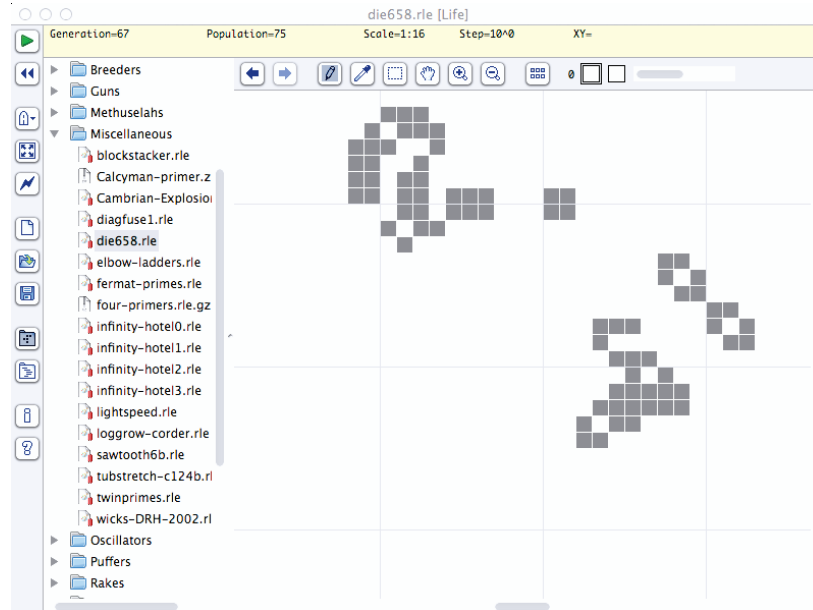 die658.rle [Life]
Generation=67 Population=75 Scale=1:16 Step=10^0 XY=
0
Breeders
Guns
Methuselahs
Miscellaneous
blockstacker.rle
Calcyman-primer.z
Cambrian-Explosion
diagfuse1.rle
die658.rle
elbow-ladders.rle
fermat-primes.rle
four-primers.rle.gz
infinity-hotel0.rle
infinity-hotel1.rle
infinity-hotel2.rle
infinity-hotel3.rle
lightspeed.rle
loggrow-corder.rle
sawtooth6b.rle
tubstretch-c124b.rl
twinprimes.rle
wicks-DRH-2002.rl
Oscillators
Puffers
Rakes